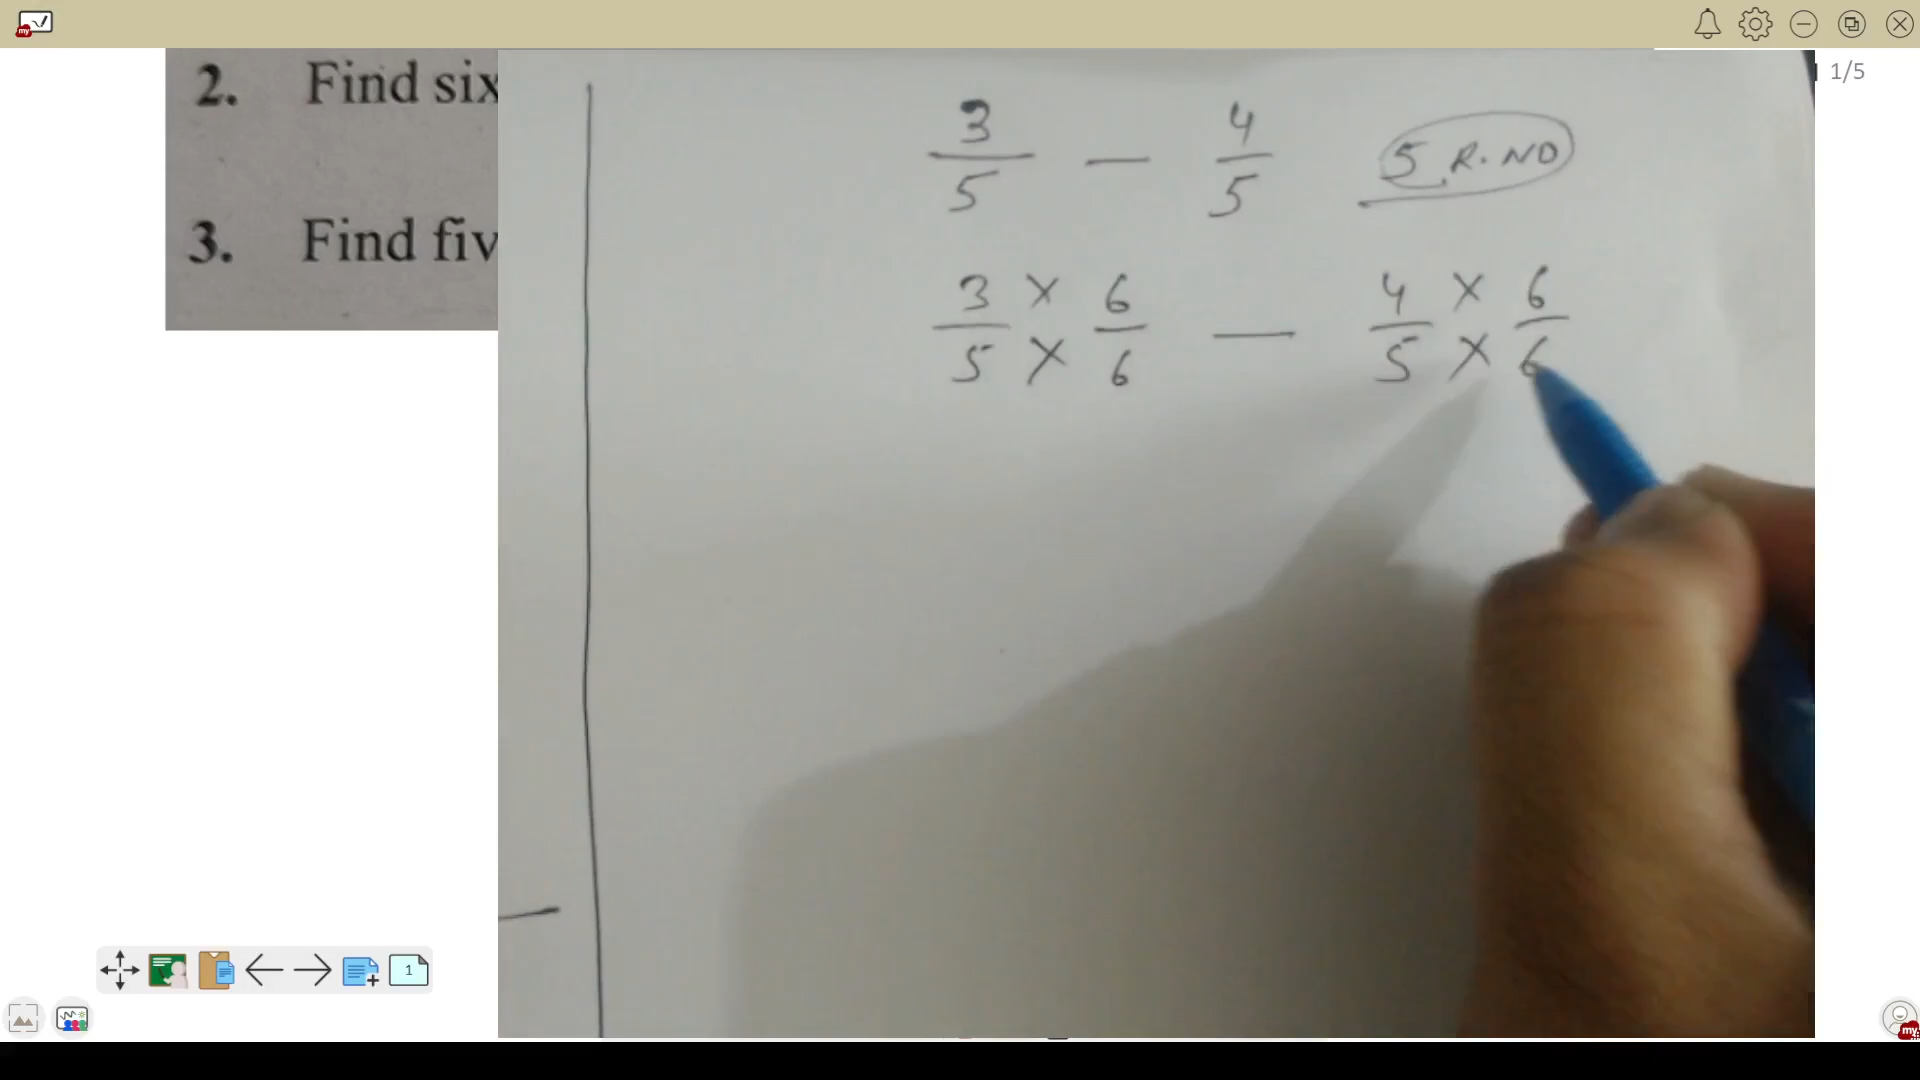 1/5
2. Find six
3. Find fiv
3/5 — 4/5 5 R.NO
3 × 6 / 5 × 6 — 4 × 6 / 5 × 6
1
my